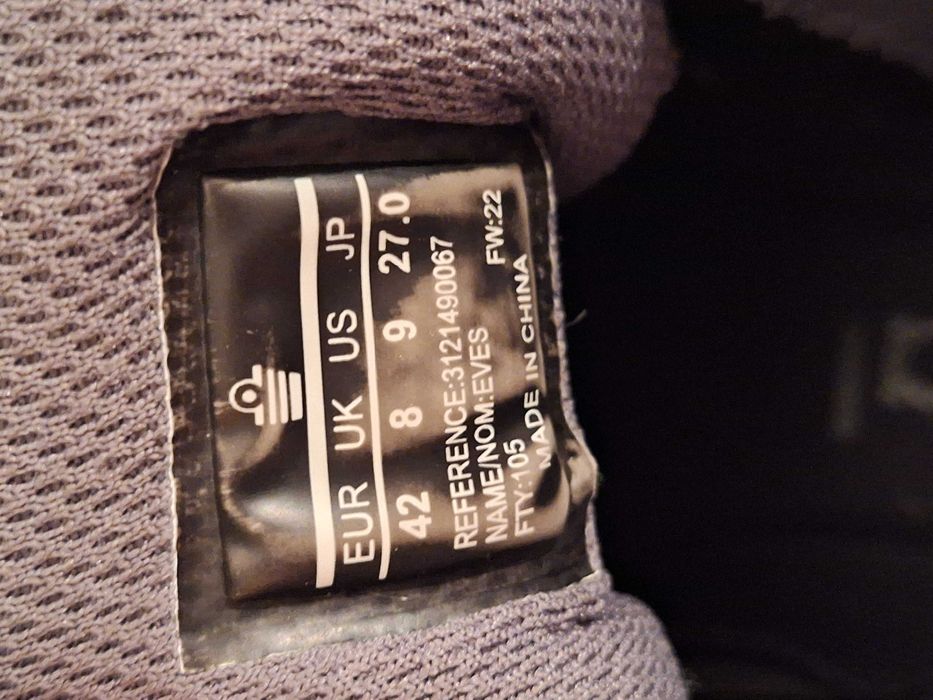 EUR UK US JP
42 8 9 27.0
REFERENCE:3121490067
NAME/NOM:EVES FW:22
FTY:105
MADE IN CHINA